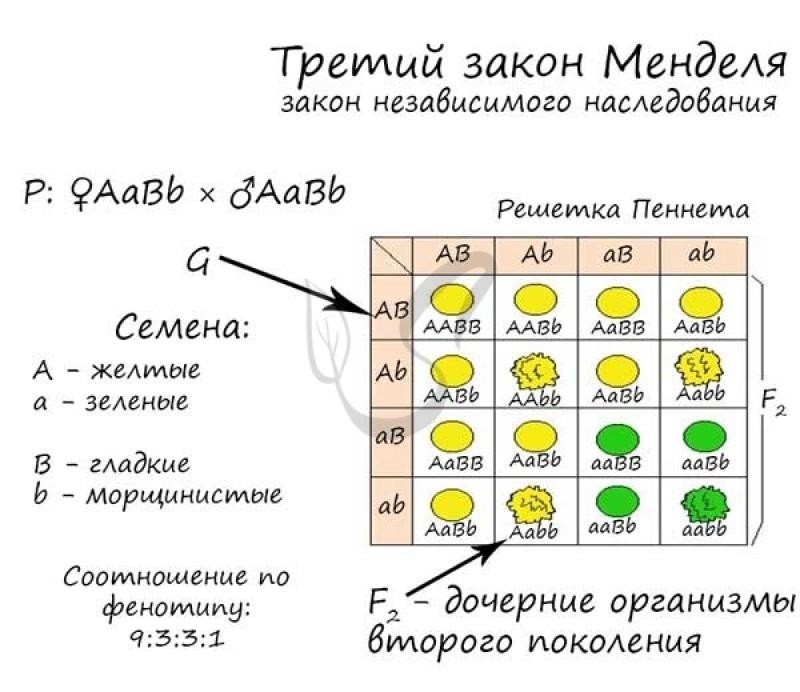 Третий закон Менделя
закон независимого наследования
P: ♀AaBb × ♂AaBb
Решетка Пеннета
G
AB Ab aB ab
AB
AABB AABb AaBB AaBb
Ab
AABb AAbb AaBb Aabb
aB
AaBB AaBb aaBB aaBb
ab
AaBb Aabb aaBb aabb
F₂
Семена:
A – желтые
a – зеленые
B – гладкие
b – морщинистые
Соотношение по
фенотипу:
9:3:3:1
F₂ – дочерние организмы
второго поколения